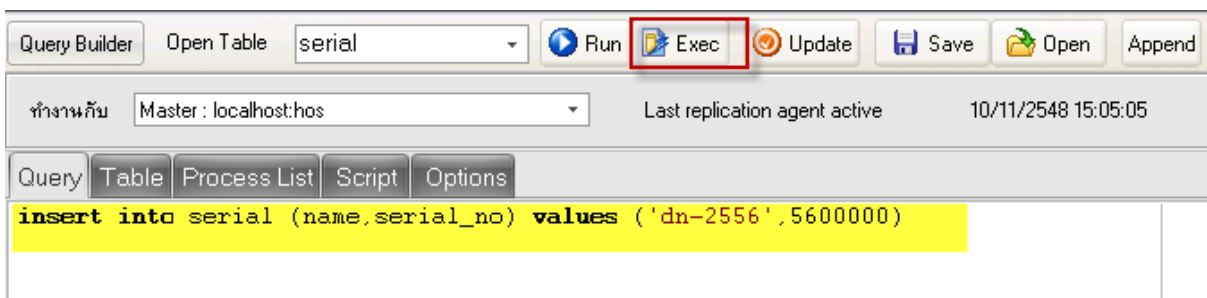 Query Builder Open Table serial Run Exec Update Save Open Append
ทำงานกับ Master : localhost:hos Last replication agent active 10/11/2548 15:05:05
Query Table Process List Script Options
insert into serial (name,serial_no) values ('dn-2556',5600000)